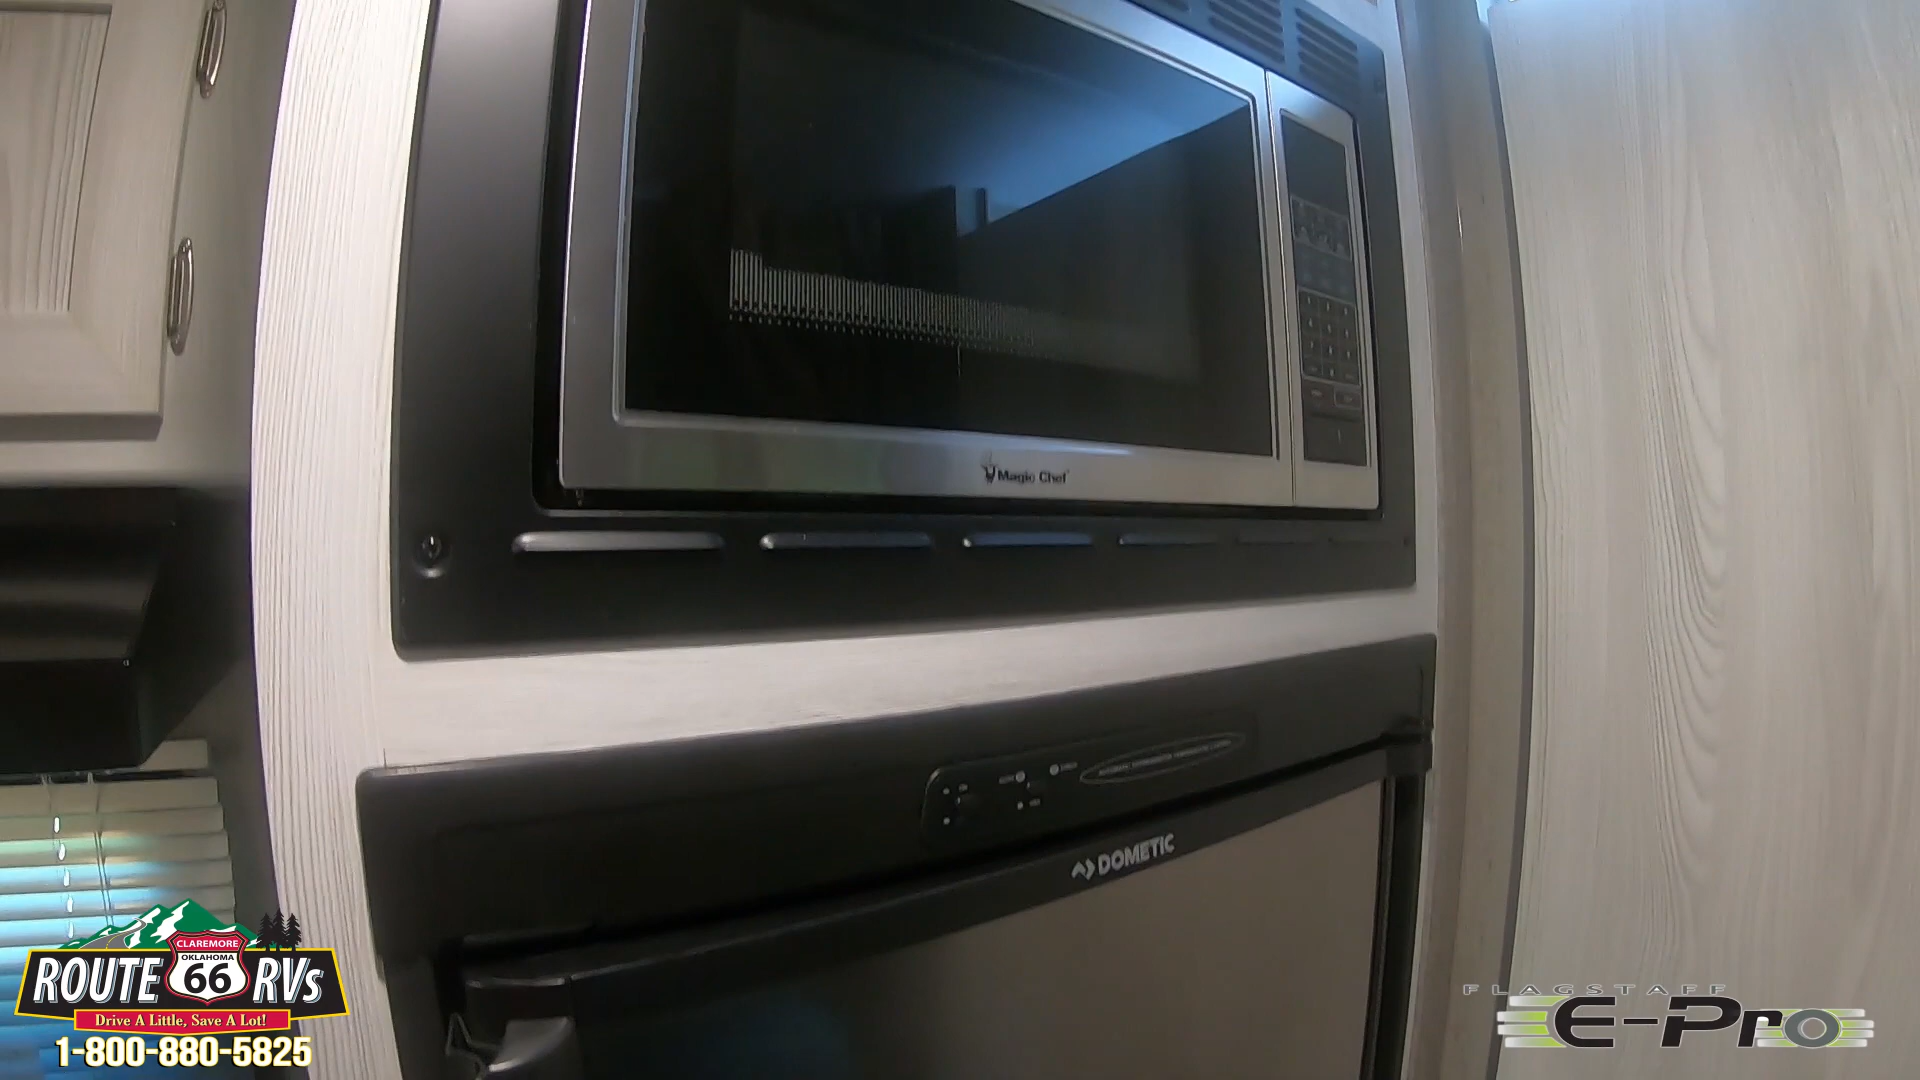 Magic Chef
DOMETIC
CLAREMORE
OKLAHOMA
ROUTE 66 RVs
Drive A Little, Save A Lot!
1-800-880-5825
FLAGSTAFF
E-Pro